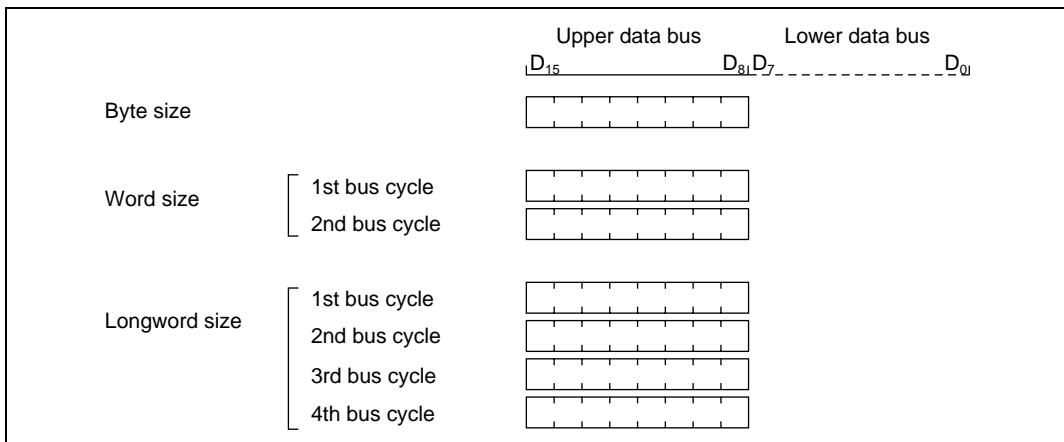 Upper data bus Lower data bus
D15 D8 D7 D0
Byte size
Word size
1st bus cycle
2nd bus cycle
Longword size
1st bus cycle
2nd bus cycle
3rd bus cycle
4th bus cycle